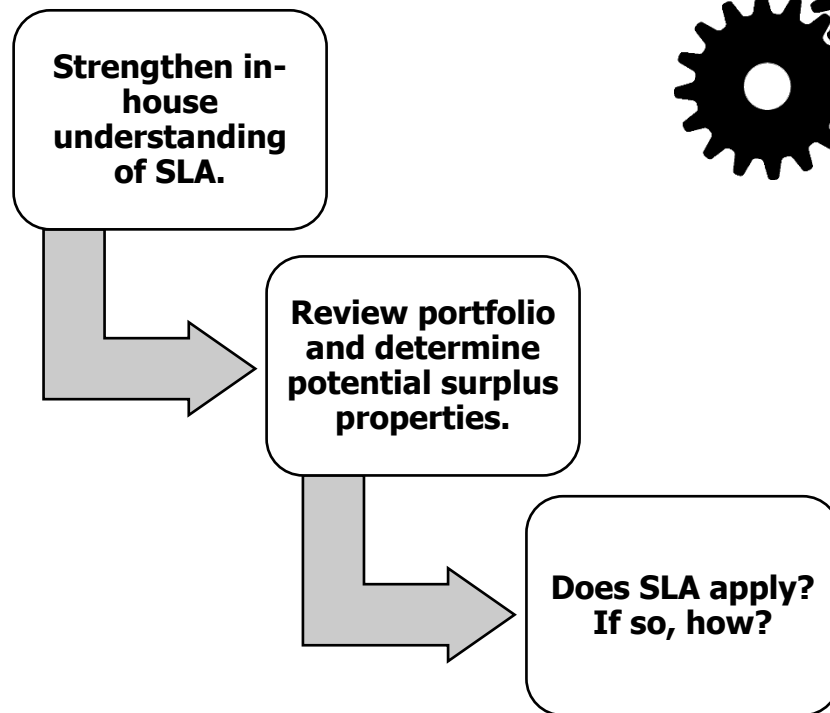 Strengthen in-
house
understanding
of SLA.
Review portfolio
and determine
potential surplus
properties.
Does SLA apply?
If so, how?